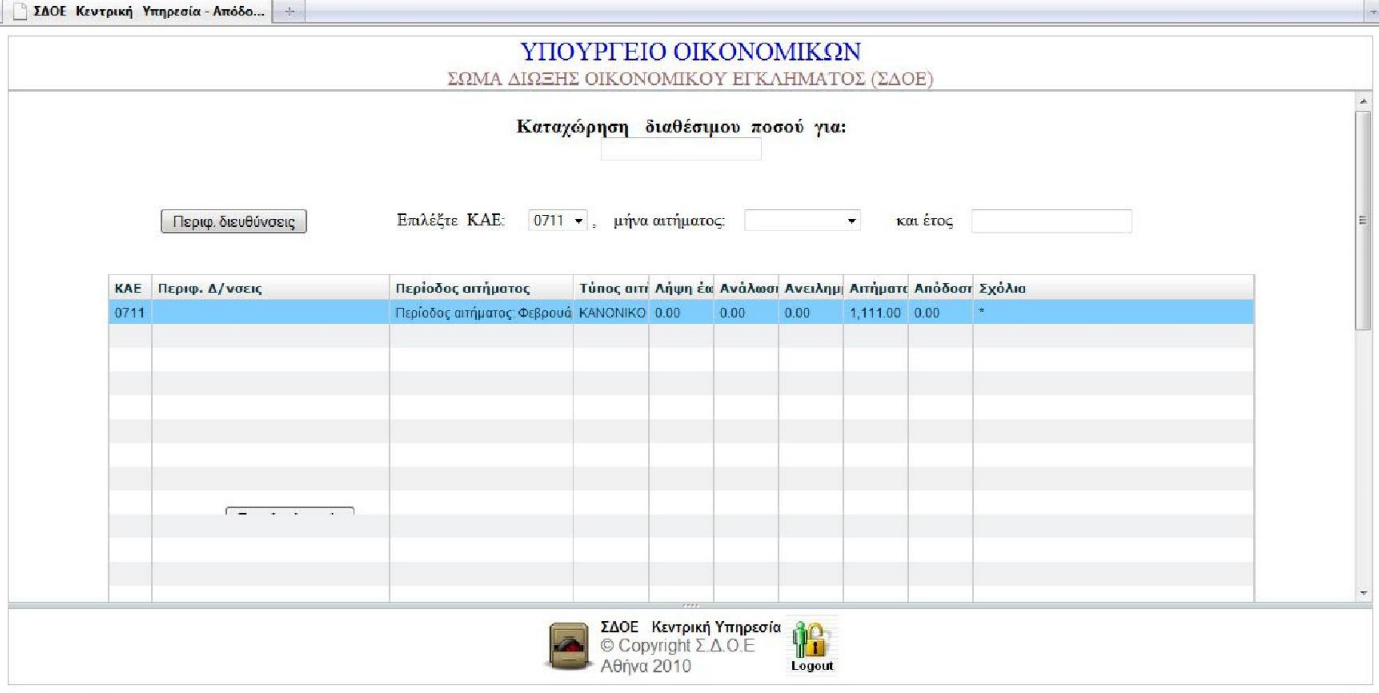 ΣΔΟΕ Κεντρική Υπηρεσία - Απόδο...
ΥΠΟΥΡΓΕΙΟ ΟΙΚΟΝΟΜΙΚΩΝ
ΣΩΜΑ ΔΙΩΞΗΣ ΟΙΚΟΝΟΜΙΚΟΥ ΕΓΚΛΗΜΑΤΟΣ (ΣΔΟΕ)
Καταχώρηση διαθέσιμου ποσού για:
Περιφ. διευθύνσεις Επιλέξτε ΚΑΕ: 0711 , μήνα αιτήματος: και έτος
ΚΑΕ Περιφ. Δ/νσεις Περίοδος αιτήματος Τύπος αιτή Λήψη έω Ανάλωσ Ανειλημ Αιτήματ Απόδοσ Σχόλια
0711 Περίοδος αιτήματος: Φεβρουά ΚΑΝΟΝΙΚΟ 0.00 0.00 0.00 1,111.00 0.00 *
ΣΔΟΕ Κεντρική Υπηρεσία
© Copyright Σ.Δ.Ο.Ε
Αθήνα 2010
Logout